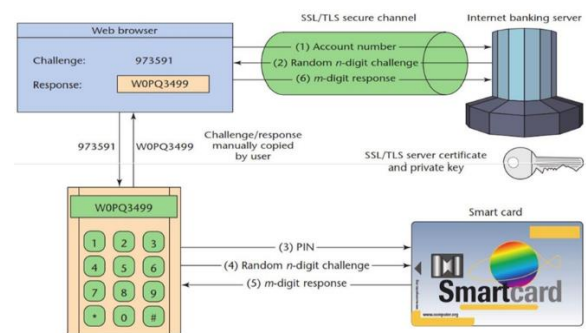 Web browser
Challenge: 973591
Response: W0PQ3499
SSL/TLS secure channel
(1) Account number
(2) Random n-digit challenge
(6) m-digit response
Internet banking server
973591
W0PQ3499
Challenge/response
manually copied
by user
SSL/TLS server certificate
and private key
W0PQ3499
1 2 3
4 5 6
7 8 9
* 0 #
(3) PIN
(4) Random n-digit challenge
(5) m-digit response
Smart card
Smartcard
www.computer.org